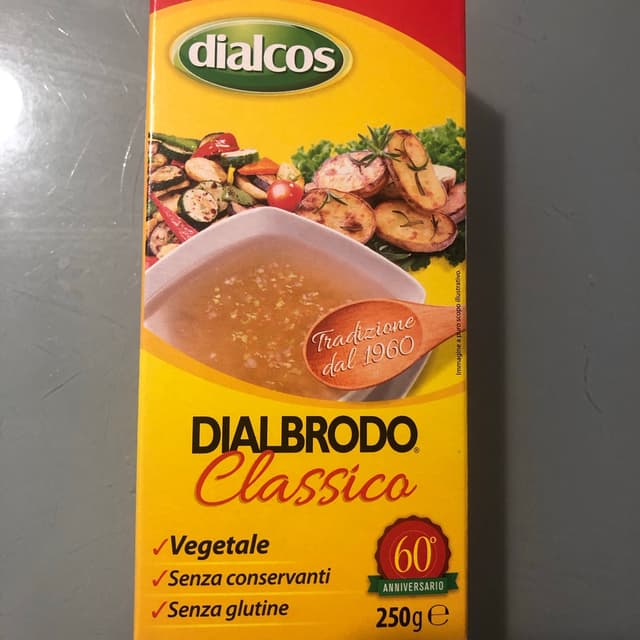 dialcos
Immagine a puro scopo illustrativo.
Tradizione
dal 1960
DIALBRODO®
Classico
✓Vegetale
✓Senza conservanti
✓Senza glutine
60°
ANNIVERSARIO
250g ℮